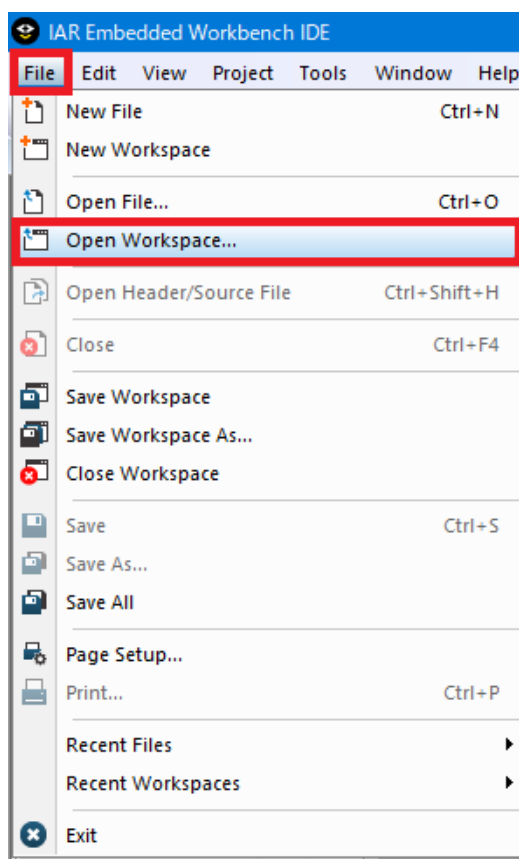 IAR Embedded Workbench IDE
File Edit View Project Tools Window Help
New File Ctrl+N
New Workspace
Open File... Ctrl+O
Open Workspace...
Open Header/Source File Ctrl+Shift+H
Close Ctrl+F4
Save Workspace
Save Workspace As...
Close Workspace
Save Ctrl+S
Save As...
Save All
Page Setup...
Print... Ctrl+P
Recent Files
Recent Workspaces
Exit